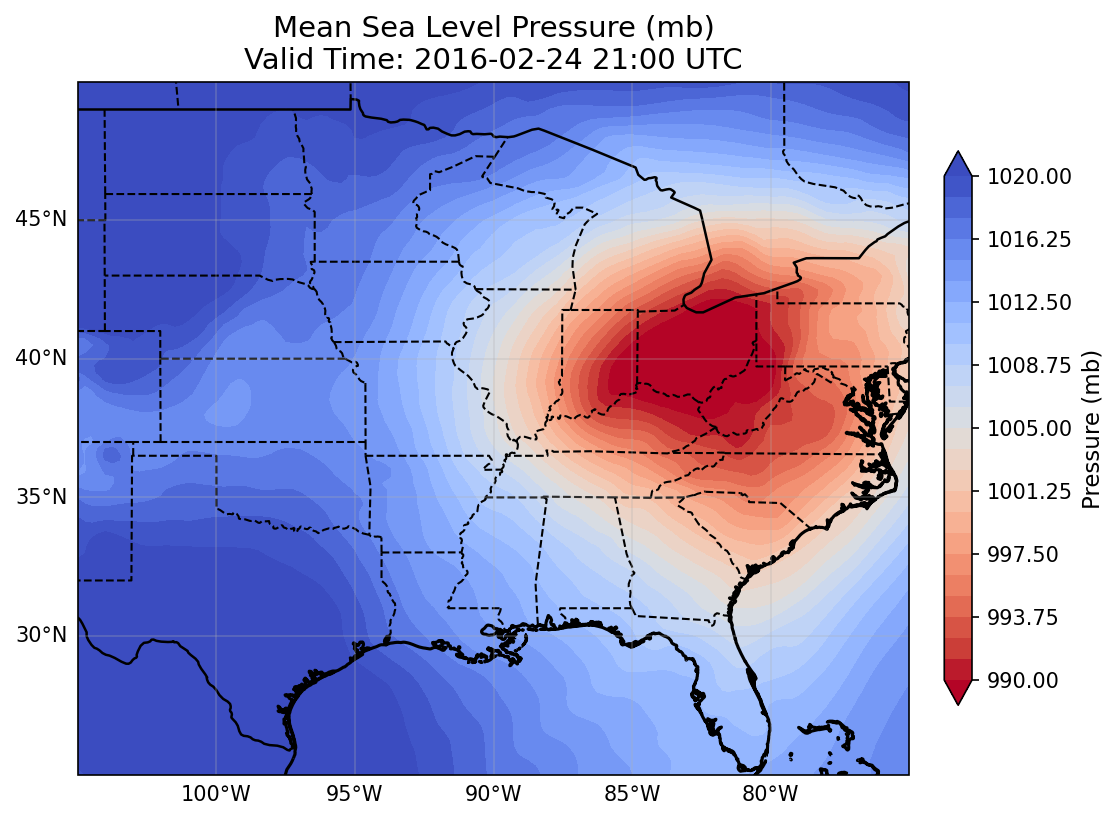 Mean Sea Level Pressure (mb)
Valid Time: 2016-02-24 21:00 UTC
45°N
40°N
35°N
30°N
100°W
95°W
90°W
85°W
80°W
1020.00
1016.25
1012.50
1008.75
1005.00
1001.25
997.50
993.75
990.00
Pressure (mb)